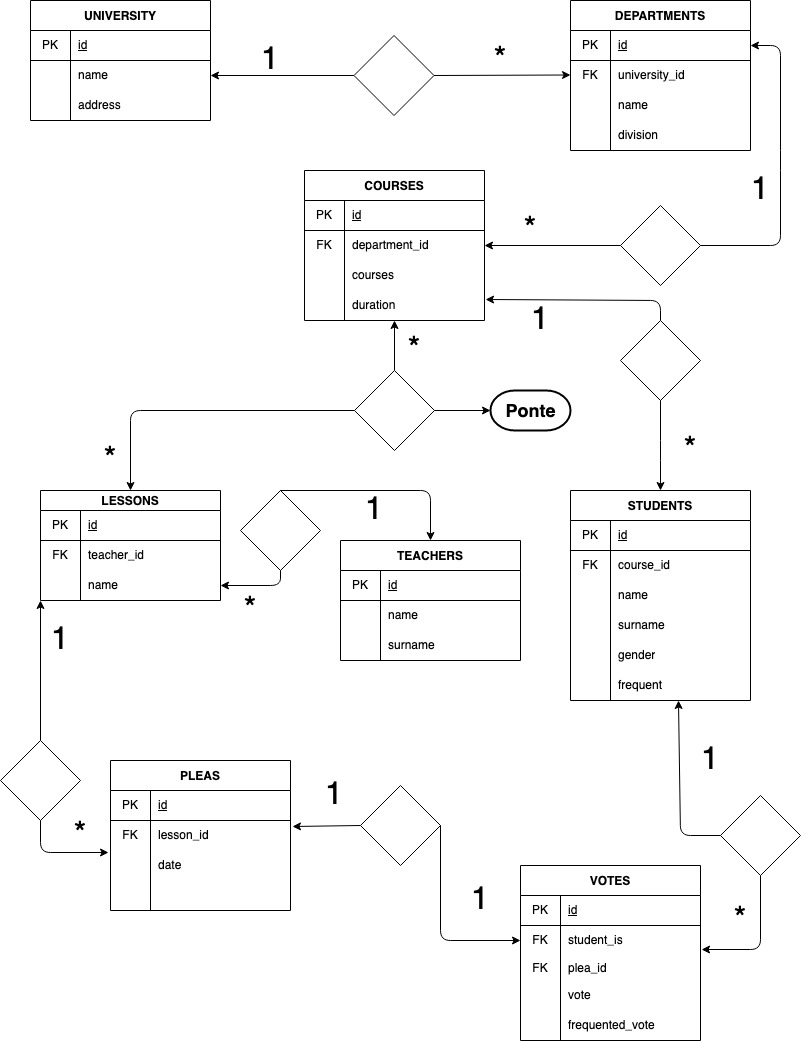 UNIVERSITY
PK id
name
address
1
*
DEPARTMENTS
PK id
FK university_id
name
division
1
*
COURSES
PK id
FK department_id
courses
duration
1
*
*
Ponte
*
LESSONS
PK id
FK teacher_id
name
1
*
TEACHERS
PK id
name
surname
STUDENTS
PK id
FK course_id
name
surname
gender
frequent
1
*
PLEAS
PK id
FK lesson_id
date
1
1
1
*
VOTES
PK id
FK student_is
FK plea_id
vote
frequented_vote